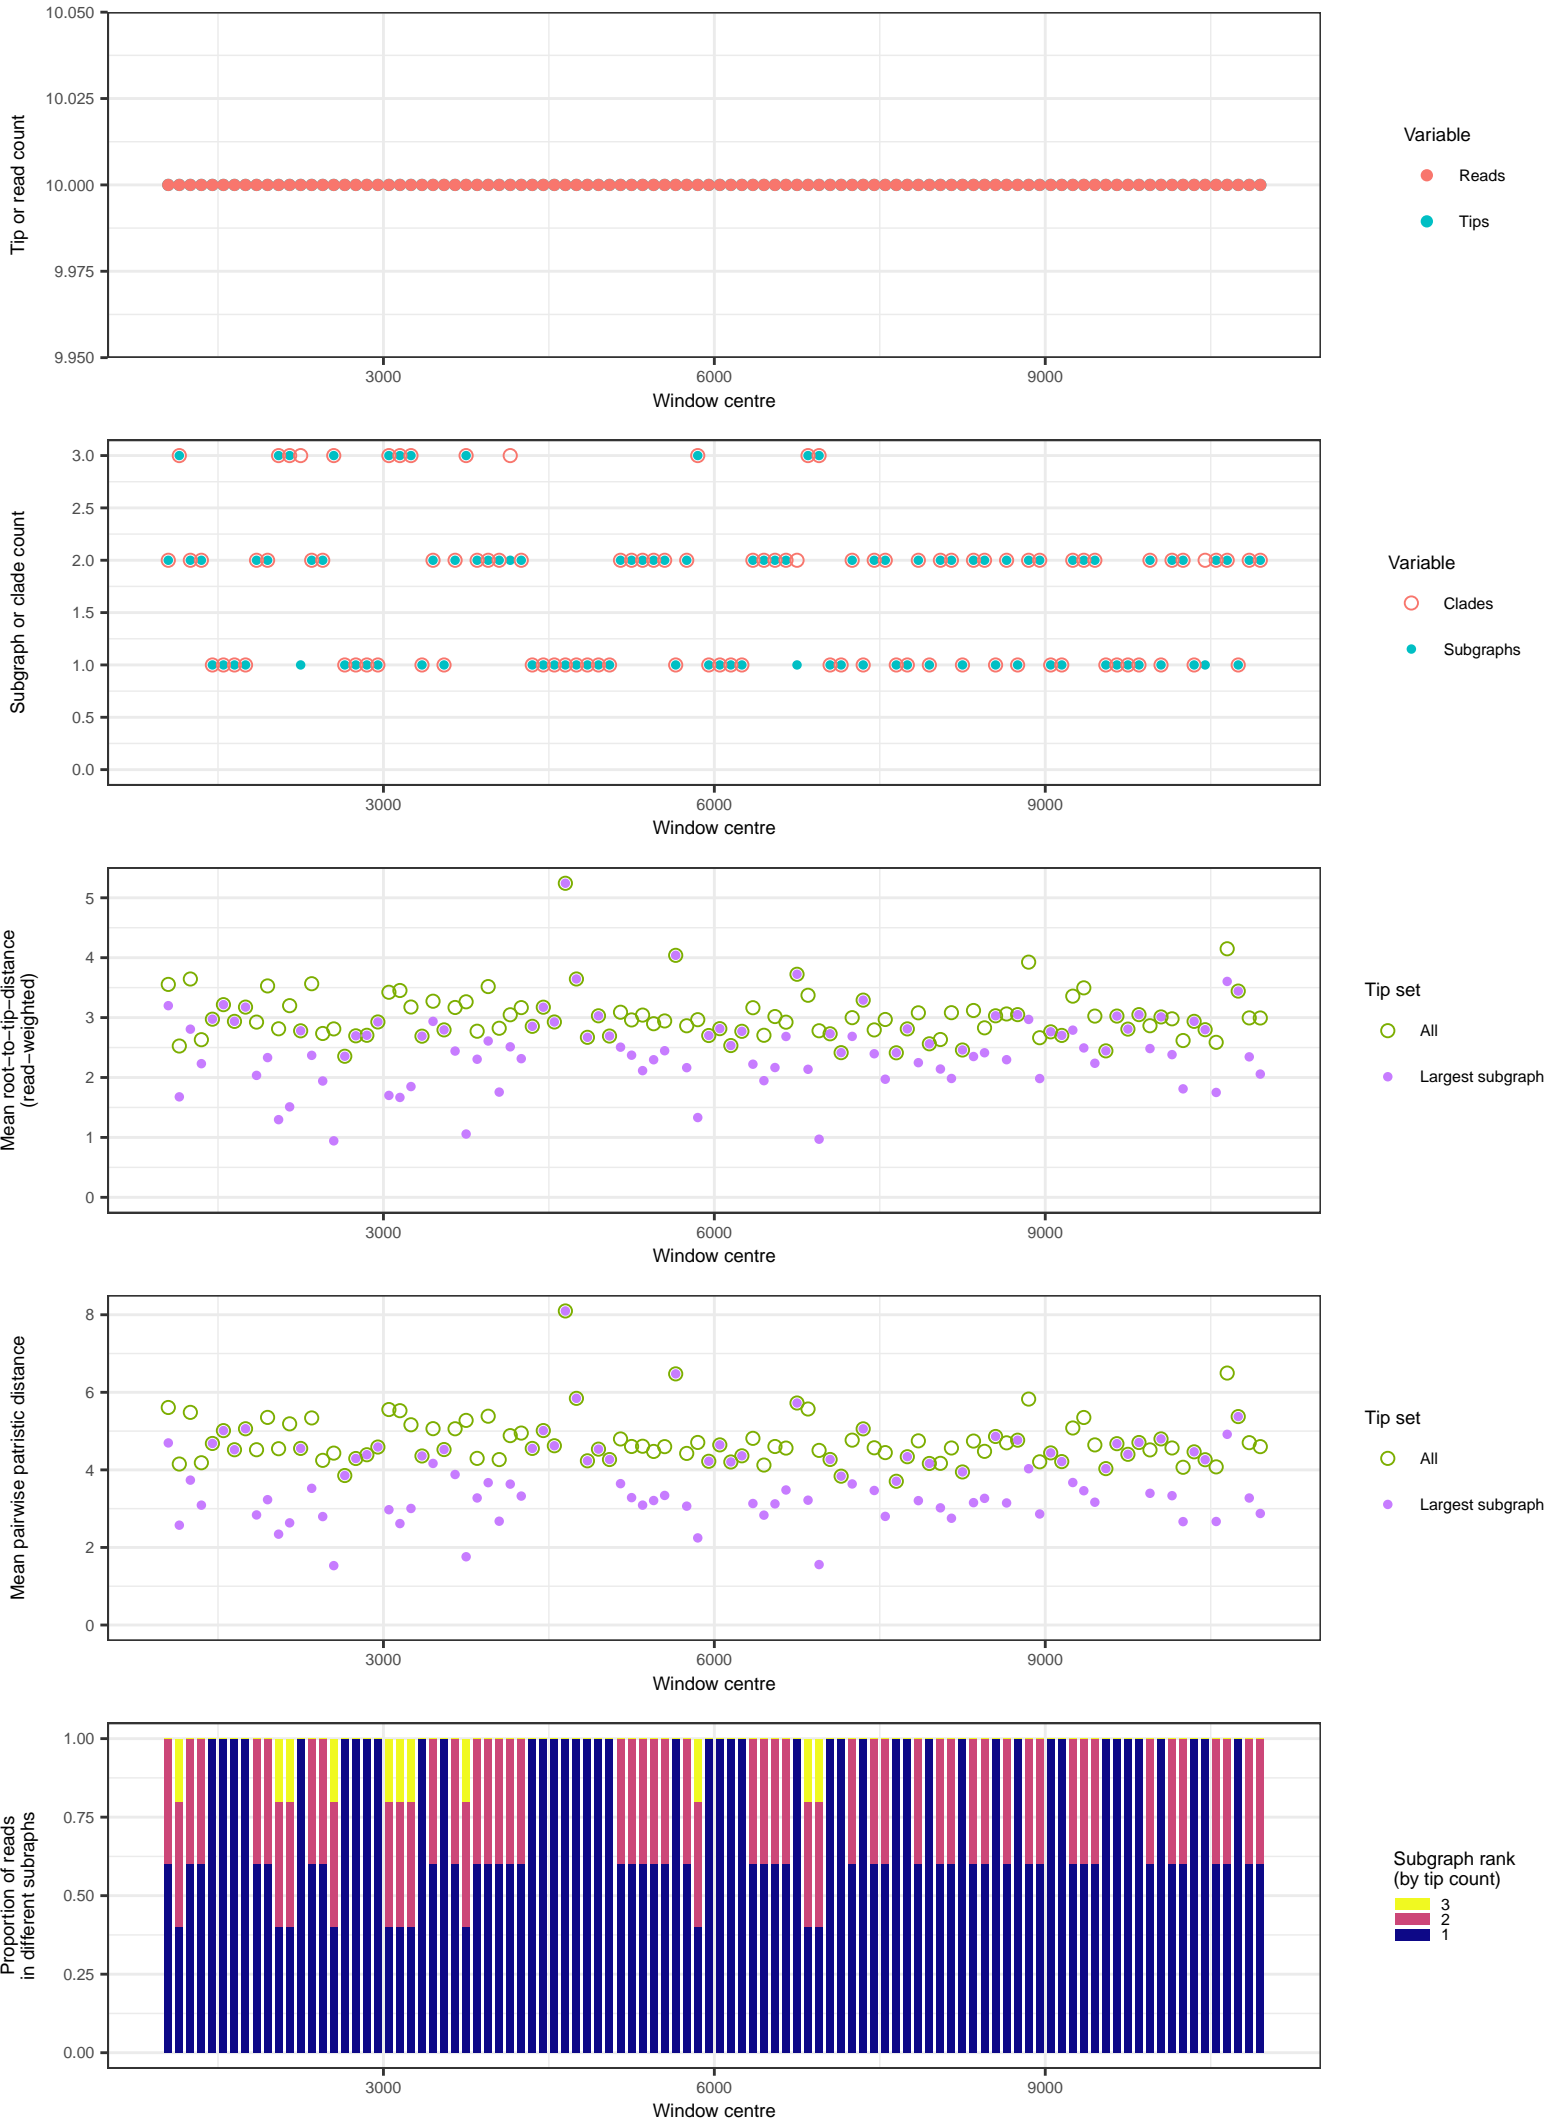 10.050
10.025
10.000
9.975
9.950
Tip or read count
3000 6000 9000
Window centre
Variable
Reads
Tips
3.0
2.5
2.0
1.5
1.0
0.5
0.0
Subgraph or clade count
3000 6000 9000
Window centre
Variable
Clades
Subgraphs
5
4
3
2
1
0
Mean root−to−tip−distance
(read−weighted)
3000 6000 9000
Window centre
Tip set
All
Largest subgraph
8
6
4
2
0
Mean pairwise patristic distance
3000 6000 9000
Window centre
Tip set
All
Largest subgraph
1.00
0.75
0.50
0.25
0.00
Proportion of reads
in different subraphs
3000 6000 9000
Window centre
Subgraph rank
(by tip count)
3
2
1